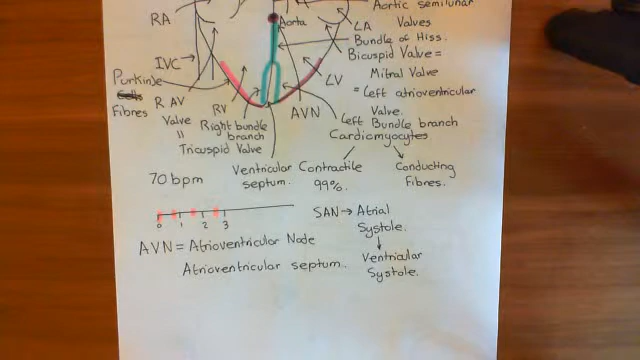 Aortic semilunar
RA
RV
Aorta
LA
Valves
Bundle of Hiss.
Bicuspid Valve =
Mitral Valve
= Left atrioventricular
Valve.
IVC
LV
Purkinje
Fibres
R AV
Valve
=
Tricuspid Valve
RV
Right bundle
branch
AVN
Left Bundle branch
Cardiomyocytes
Ventricular
septum.
Contractile
99%.
Conducting
Fibres.
70 bpm
0 1 2 3
SAN → Atrial
Systole.
↓
Ventricular
Systole.
AVN = Atrioventricular Node
Atrioventricular septum.